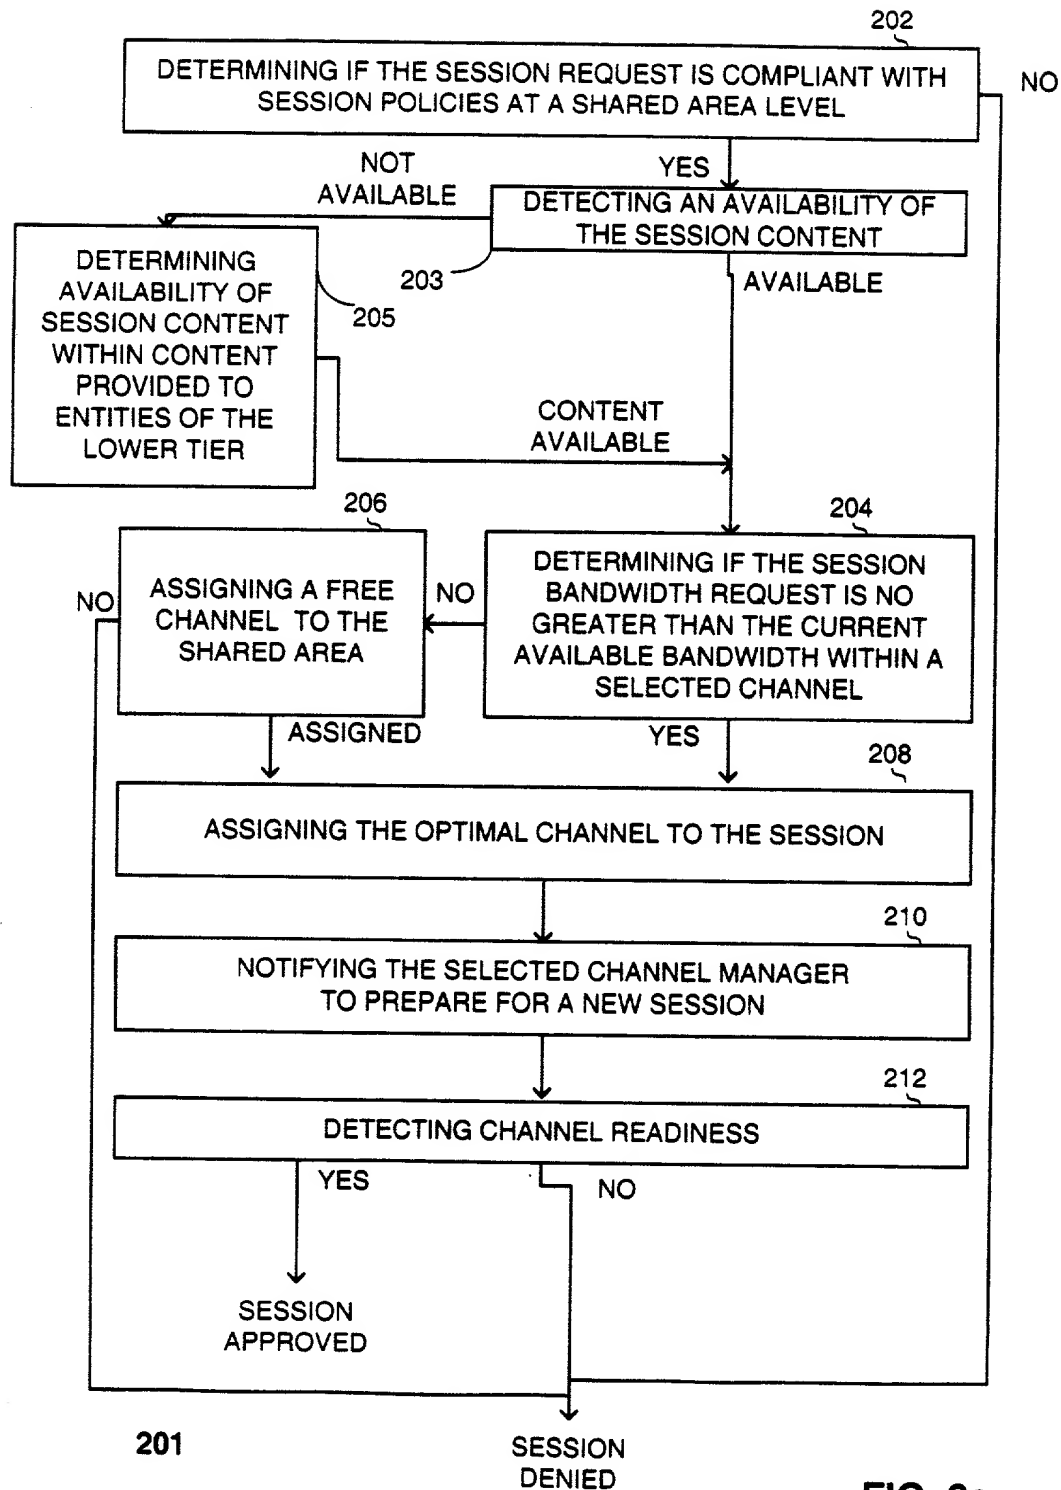 202
DETERMINING IF THE SESSION REQUEST IS COMPLIANT WITH
SESSION POLICIES AT A SHARED AREA LEVEL
NO
NOT
AVAILABLE
YES
DETECTING AN AVAILABILITY OF
THE SESSION CONTENT
203
AVAILABLE
DETERMINING
AVAILABILITY OF
SESSION CONTENT
WITHIN CONTENT
PROVIDED TO
ENTITIES OF THE
LOWER TIER
205
CONTENT
AVAILABLE
206
204
NO
ASSIGNING A FREE
CHANNEL TO THE
SHARED AREA
NO
DETERMINING IF THE SESSION
BANDWIDTH REQUEST IS NO
GREATER THAN THE CURRENT
AVAILABLE BANDWIDTH WITHIN A
SELECTED CHANNEL
ASSIGNED
YES
208
ASSIGNING THE OPTIMAL CHANNEL TO THE SESSION
210
NOTIFYING THE SELECTED CHANNEL MANAGER
TO PREPARE FOR A NEW SESSION
212
DETECTING CHANNEL READINESS
YES
NO
SESSION
APPROVED
201
SESSION
DENIED